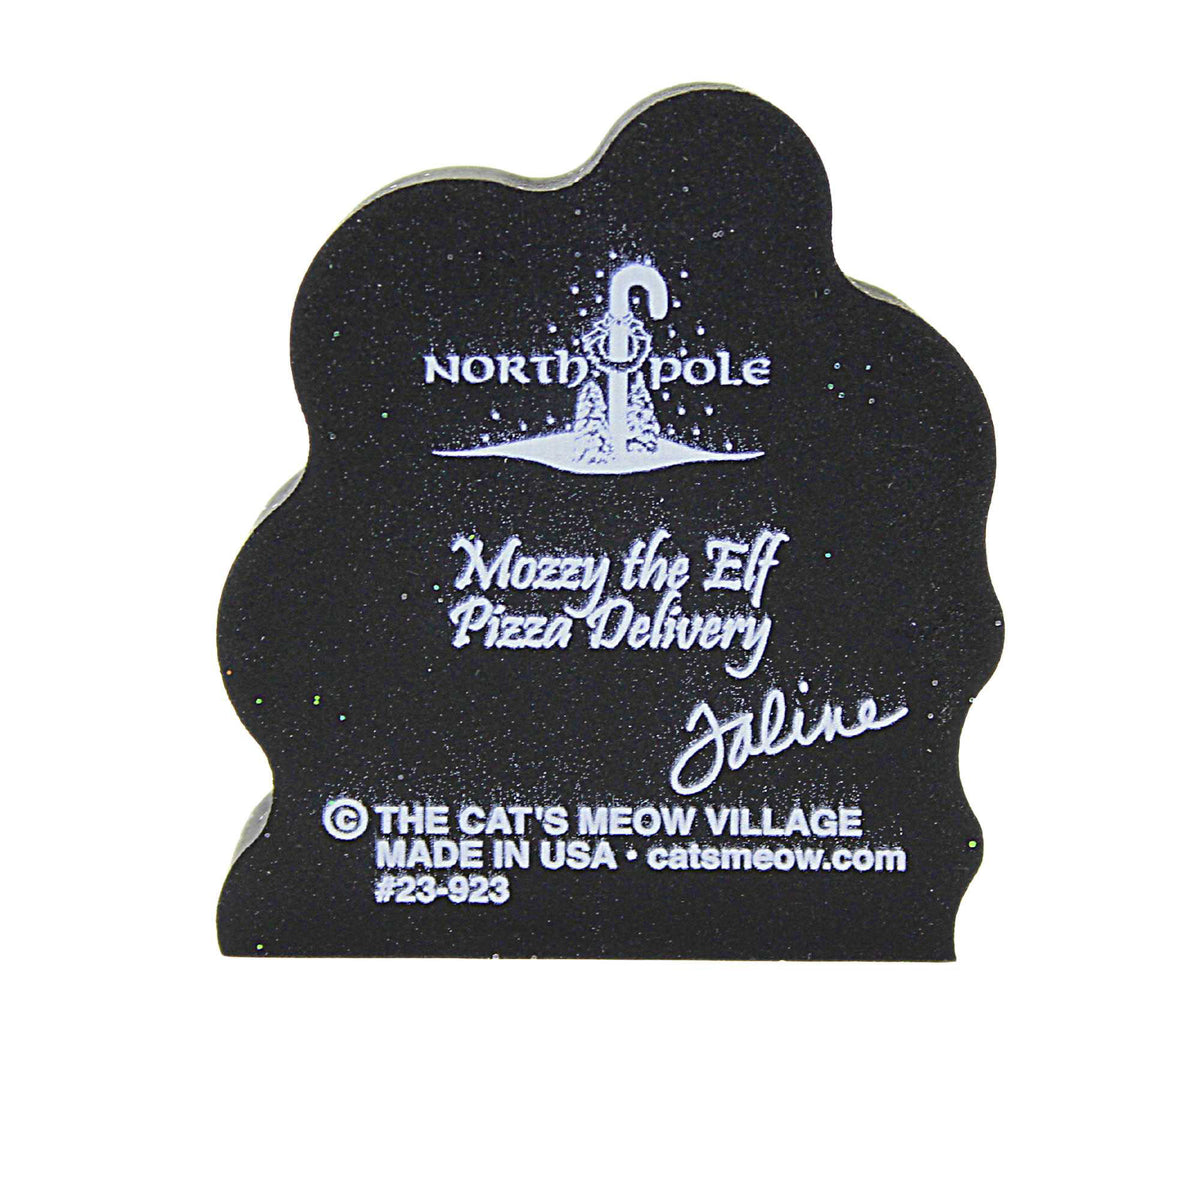 NORTH POLE
Mozzy the Elf
Pizza Delivery
Jaline
© THE CAT'S MEOW VILLAGE
MADE IN USA • catsmeow.com
#23-923